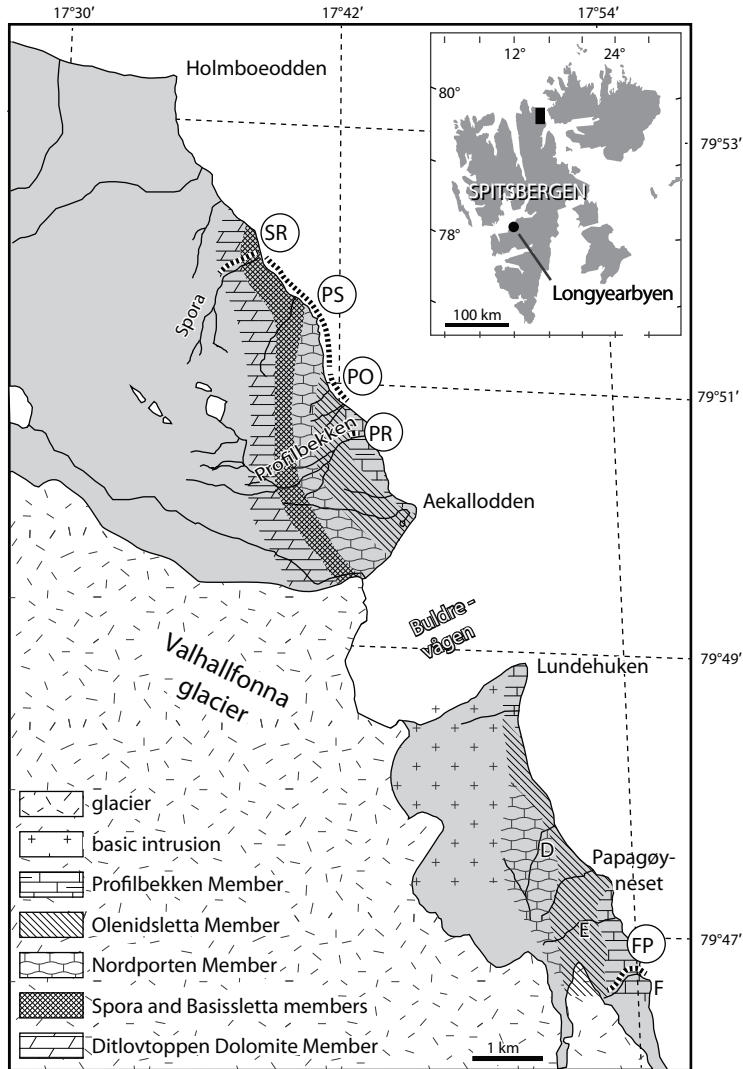 17°30′ 17°42′ 17°54′
Holmboeodden
12° 24°
80°
79°53′
SPITSBERGEN
SR
78°
PS
Longyearbyen
Spora
100 km
PO
79°51′
PR
Profilbekken
Aekallodden
Buldre-
vågen
Valhallfonna
glacier
Lundehuken
79°49′
glacier
basic intrusion
D
Papagøy-
neset
Profilbekken Member
Olenidsletta Member
E
79°47′
FP
Nordporten Member
F
Spora and Basissletta members
Ditlovtoppen Dolomite Member
1 km